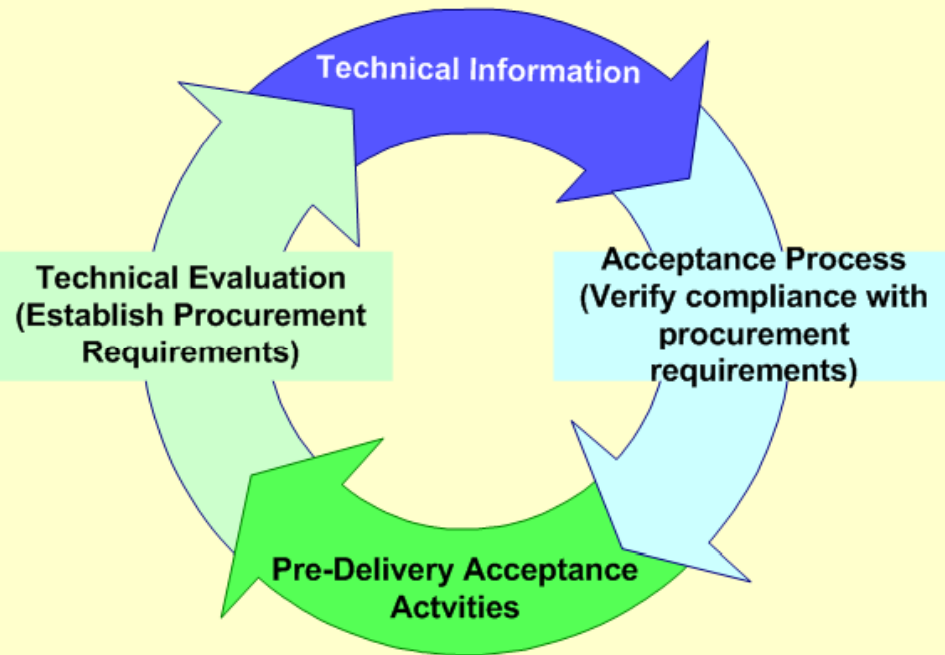 Technical Information
Acceptance Process
(Verify compliance with
procurement
requirements)
Pre-Delivery Acceptance
Actvities
Technical Evaluation
(Establish Procurement
Requirements)